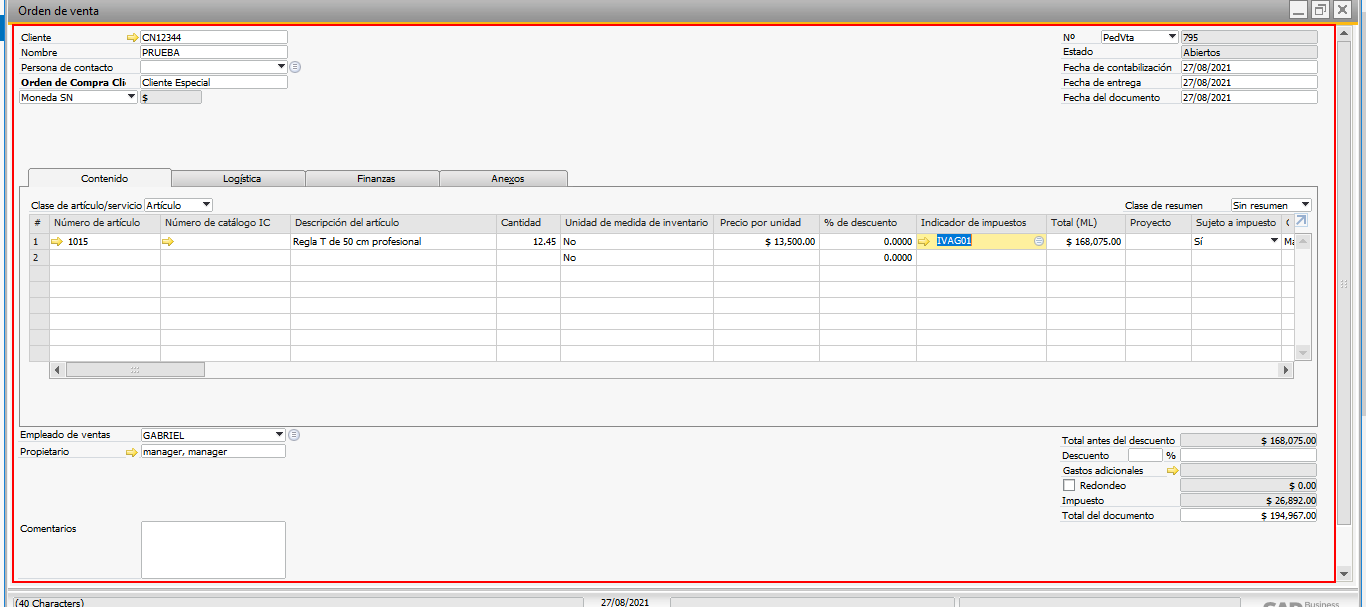 Orden de venta
Cliente CN12344
Nombre PRUEBA
Persona de contacto
Orden de Compra Cli Cliente Especial
Moneda SN $
Nº PedVta 795
Estado Abiertos
Fecha de contabilización 27/08/2021
Fecha de entrega 27/08/2021
Fecha del documento 27/08/2021
Contenido Logística Finanzas Anexos
Clase de artículo/servicio Artículo Clase de resumen Sin resumen
# Número de artículo Número de catálogo IC Descripción del artículo Cantidad Unidad de medida de inventario Precio por unidad % de descuento Indicador de impuestos Total (ML) Proyecto Sujeto a impuesto
1 1015 Regla T de 50 cm profesional 12.45 No $ 13,500.00 0.0000 IVAG01 $ 168,075.00 Sí Ma
2 No 0.0000
Empleado de ventas GABRIEL
Propietario manager, manager
Comentarios
Total antes del descuento $ 168,075.00
Descuento %
Gastos adicionales
Redondeo $ 0.00
Impuesto $ 26,892.00
Total del documento $ 194,967.00
(40 Characters) 27/08/2021
Business